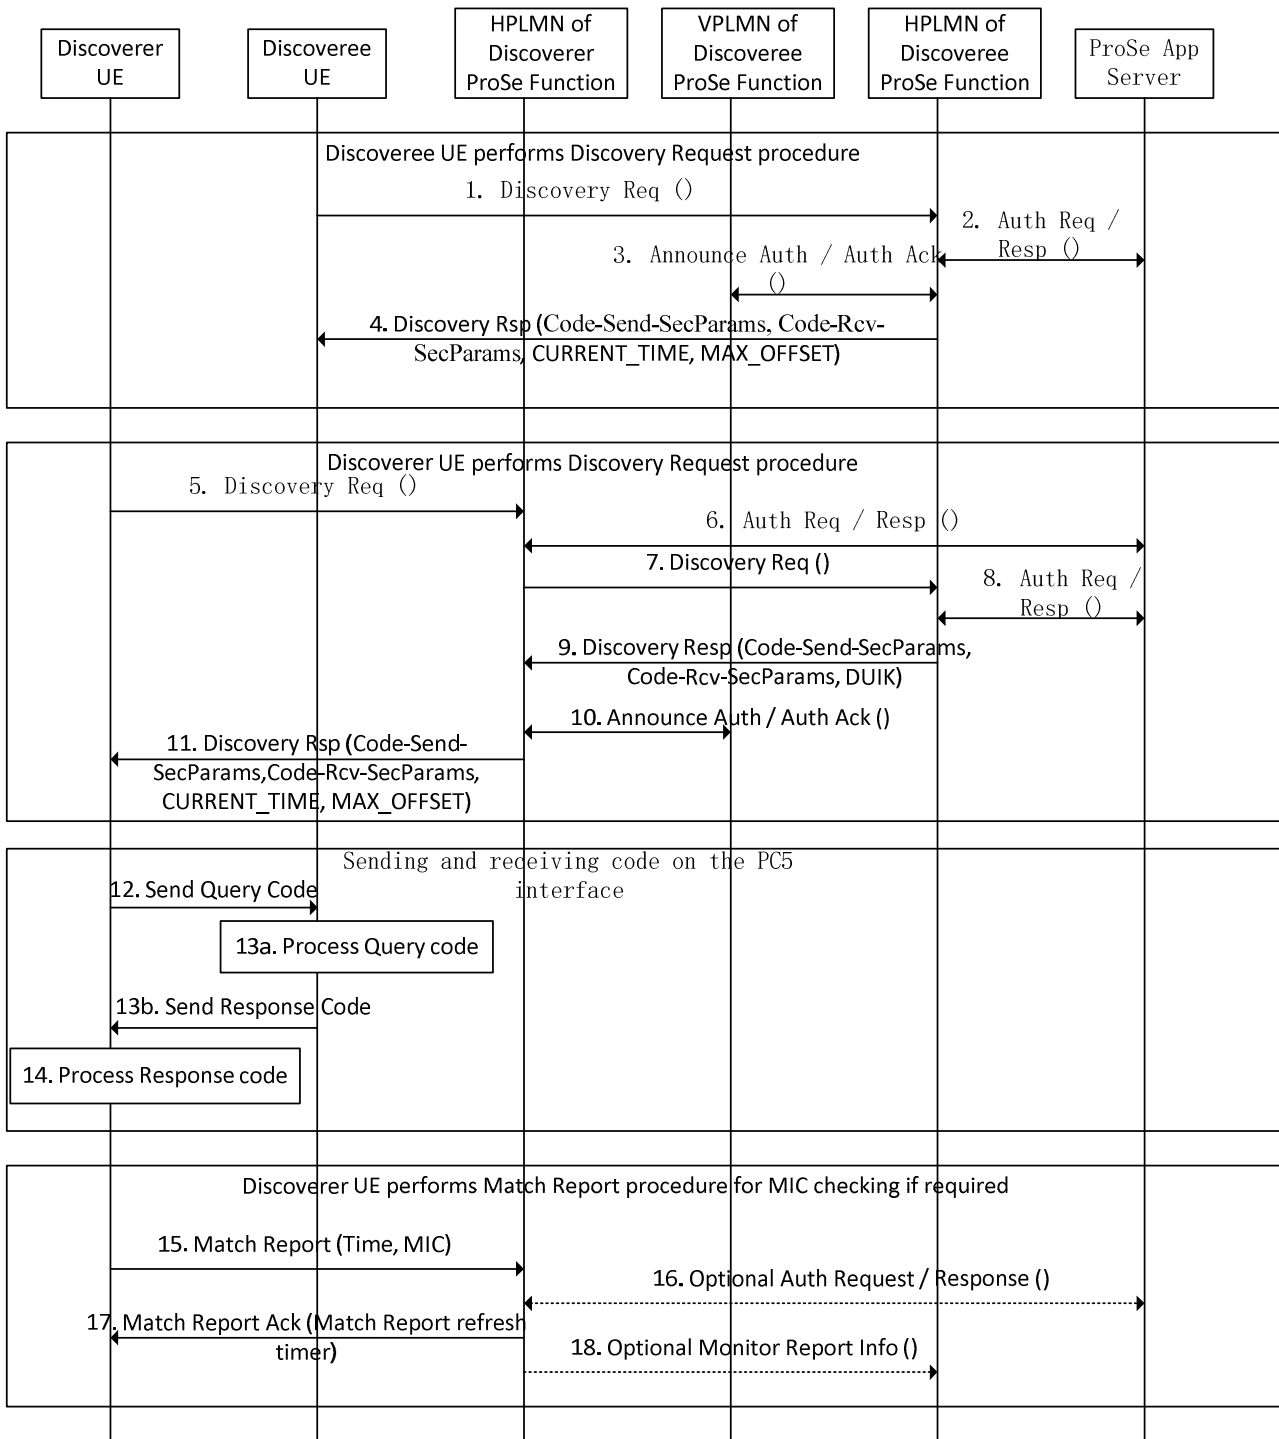 Discoverer
UE
Discoveree
UE
HPLMN of
Discoverer
ProSe Function
VPLMN of
Discoveree
ProSe Function
HPLMN of
Discoveree
ProSe Function
ProSe App
Server
Discoveree UE performs Discovery Request procedure
1. Discovery Req ()
2. Auth Req /
Resp ()
3. Announce Auth / Auth Ack
()
4. Discovery Rsp (Code-Send-SecParams, Code-Rcv-
SecParams, CURRENT_TIME, MAX_OFFSET)
Discoverer UE performs Discovery Request procedure
5. Discovery Req ()
6. Auth Req / Resp ()
7. Discovery Req ()
8. Auth Req /
Resp ()
9. Discovery Resp (Code-Send-SecParams,
Code-Rcv-SecParams, DUIK)
10. Announce Auth / Auth Ack ()
11. Discovery Rsp (Code-Send-
SecParams,Code-Rcv-SecParams,
CURRENT_TIME, MAX_OFFSET)
Sending and receiving code on the PC5
interface
12. Send Query Code
13a. Process Query code
13b. Send Response Code
14. Process Response code
Discoverer UE performs Match Report procedure for MIC checking if required
15. Match Report (Time, MIC)
16. Optional Auth Request / Response ()
17. Match Report Ack (Match Report refresh
timer)
18. Optional Monitor Report Info ()